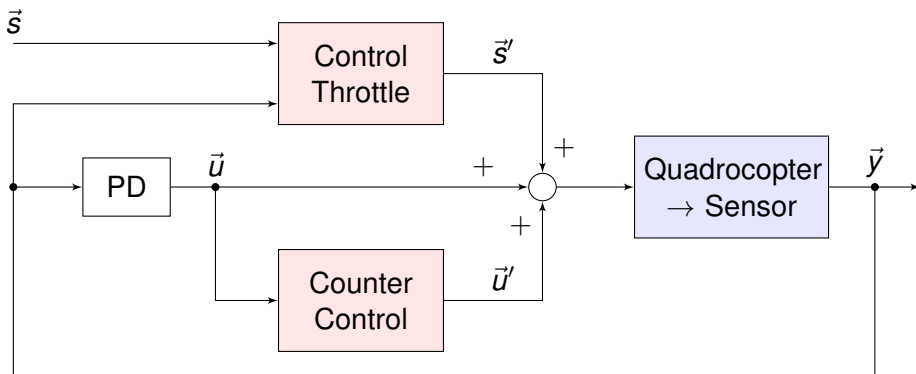 s⃗
Control
Throttle
s⃗′
+
PD
u⃗
+
Quadrocopter
→ Sensor
y⃗
+
Counter
Control
u⃗′